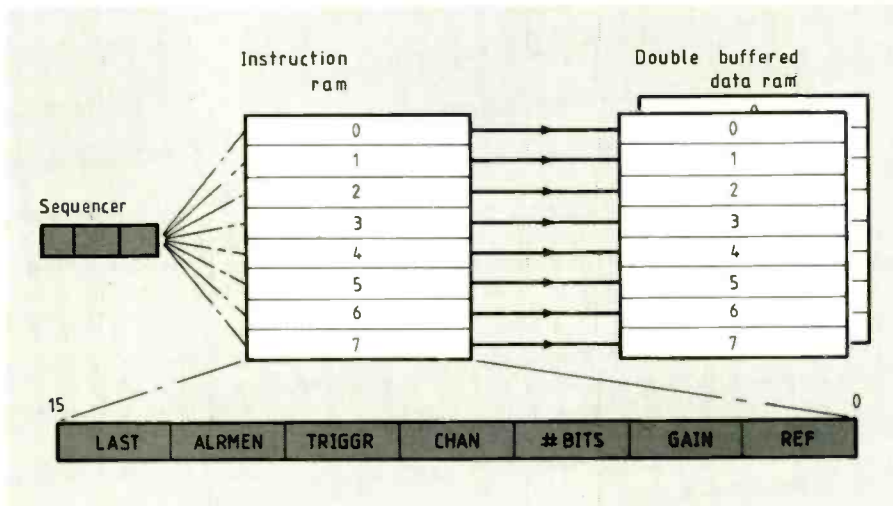 Instruction
ram
Double buffered
data ram
Sequencer
0
1
2
3
4
5
6
7
0
0
1
2
3
4
5
6
7
15
0
LAST
ALRMEN
TRIGGR
CHAN
#BITS
GAIN
REF